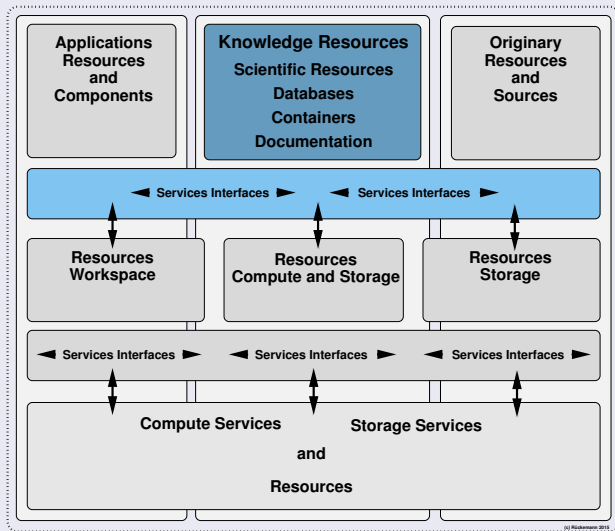 Applications
Resources
and
Components
Knowledge Resources
Scientific Resources
Databases
Containers
Documentation
Originary
Resources
and
Sources
Services Interfaces
Services Interfaces
Resources
Workspace
Resources
Compute and Storage
Resources
Storage
Services Interfaces
Services Interfaces
Services Interfaces
Compute Services
Storage Services
and
Resources
(c) Rückemann 2015